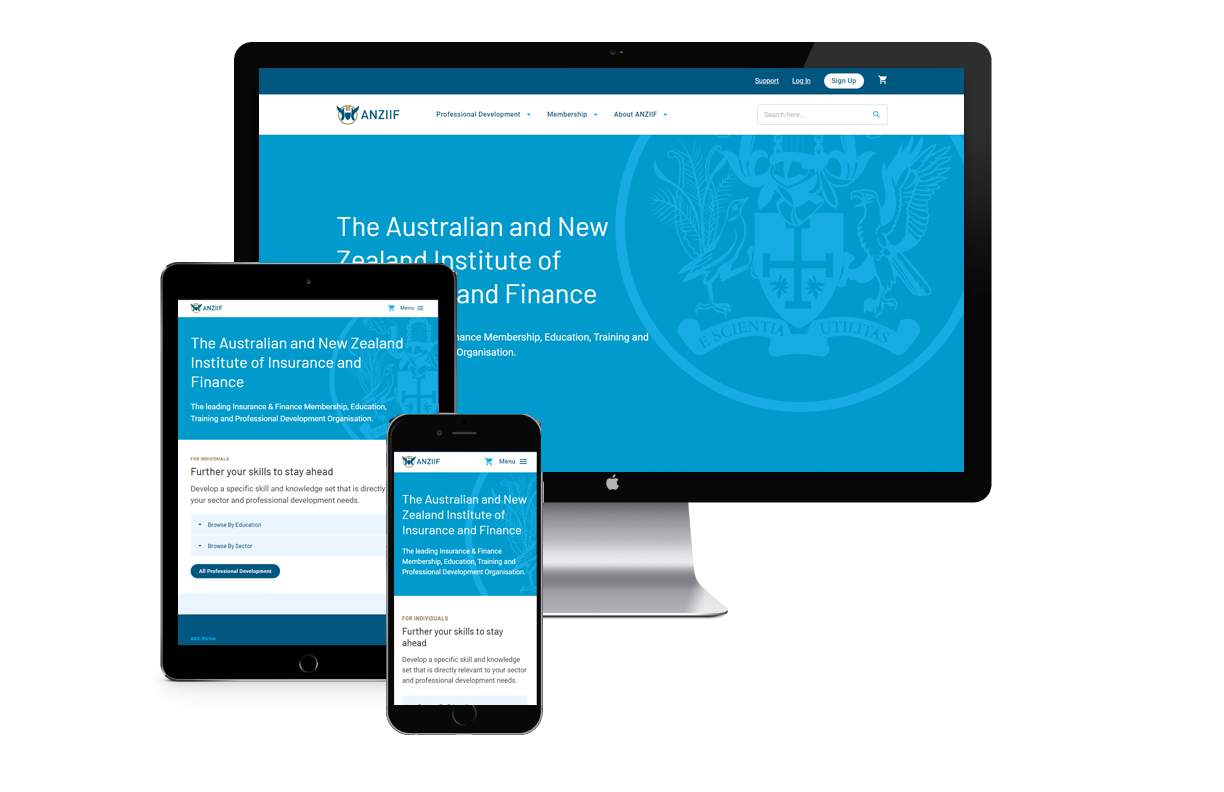 Support Log In Sign Up
ANZIIF Professional Development Membership About ANZIIF Search here...
The Australian and New
Zealand Institute of
and Finance
nance Membership, Education, Training and
Organisation.
E SCIENTIA UTILITAS
ANZIIF Menu
The Australian and New Zealand
Institute of Insurance and
Finance
The leading Insurance & Finance Membership, Education,
Training and Professional Development Organisation.
FOR INDIVIDUALS
Further your skills to stay ahead
Develop a specific skill and knowledge set that is directly
your sector and professional development needs.
Browse By Education
Browse By Sector
All Professional Development
ANZIIF Menu
The Australian and New
Zealand Institute of
Insurance and Finance
The leading Insurance & Finance
Membership, Education, Training and
Professional Development Organisation.
FOR INDIVIDUALS
Further your skills to stay
ahead
Develop a specific skill and knowledge
set that is directly relevant to your sector
and professional development needs.